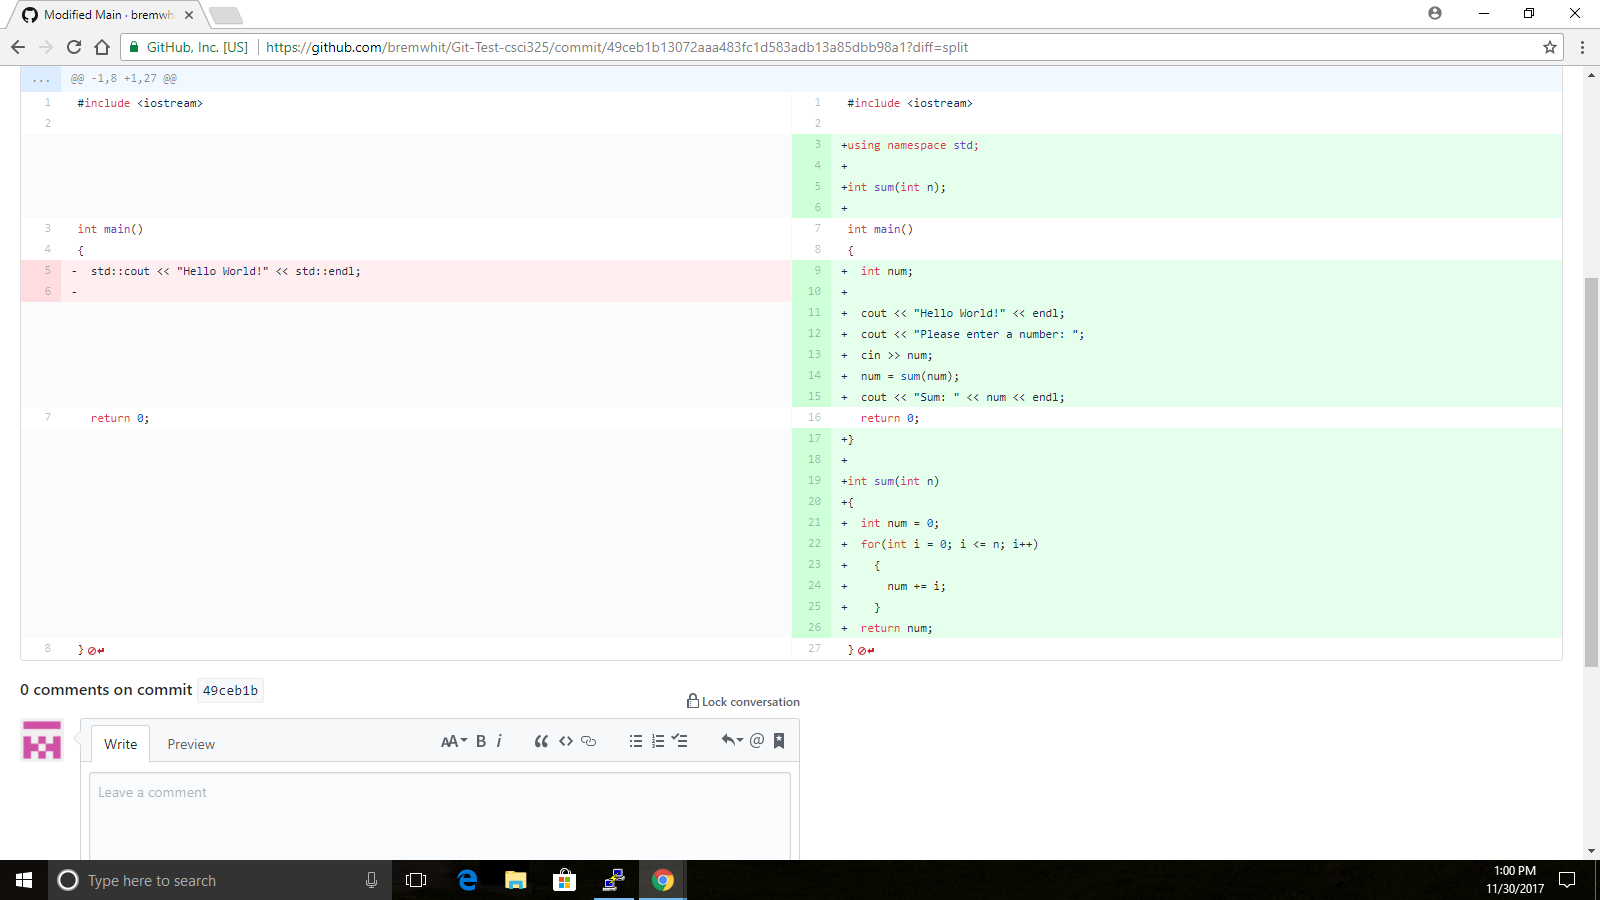 Modified Main · bremwh
GitHub, Inc. [US] | https://github.com/bremwhit/Git-Test-csci325/commit/49ceb1b13072aaa483fc1d583adb13a85dbb98a1?diff=split
... @@ -1,8 +1,27 @@
1 #include <iostream> 1 #include <iostream>
2 2
3 +using namespace std;
4 +
5 +int sum(int n);
6 +
3 int main() 7 int main()
4 { 8 {
5 - std::cout << "Hello World!" << std::endl; 9 + int num;
6 - 10 +
11 + cout << "Hello World!" << endl;
12 + cout << "Please enter a number: ";
13 + cin >> num;
14 + num = sum(num);
15 + cout << "Sum: " << num << endl;
7 return 0; 16 return 0;
17 +}
18 +
19 +int sum(int n)
20 +{
21 + int num = 0;
22 + for(int i = 0; i <= n; i++)
23 + {
24 + num += i;
25 + }
26 + return num;
8 } 27 }
0 comments on commit 49ceb1b
Lock conversation
Write Preview AA B i “ <> @
Leave a comment
Type here to search
1:00 PM
11/30/2017